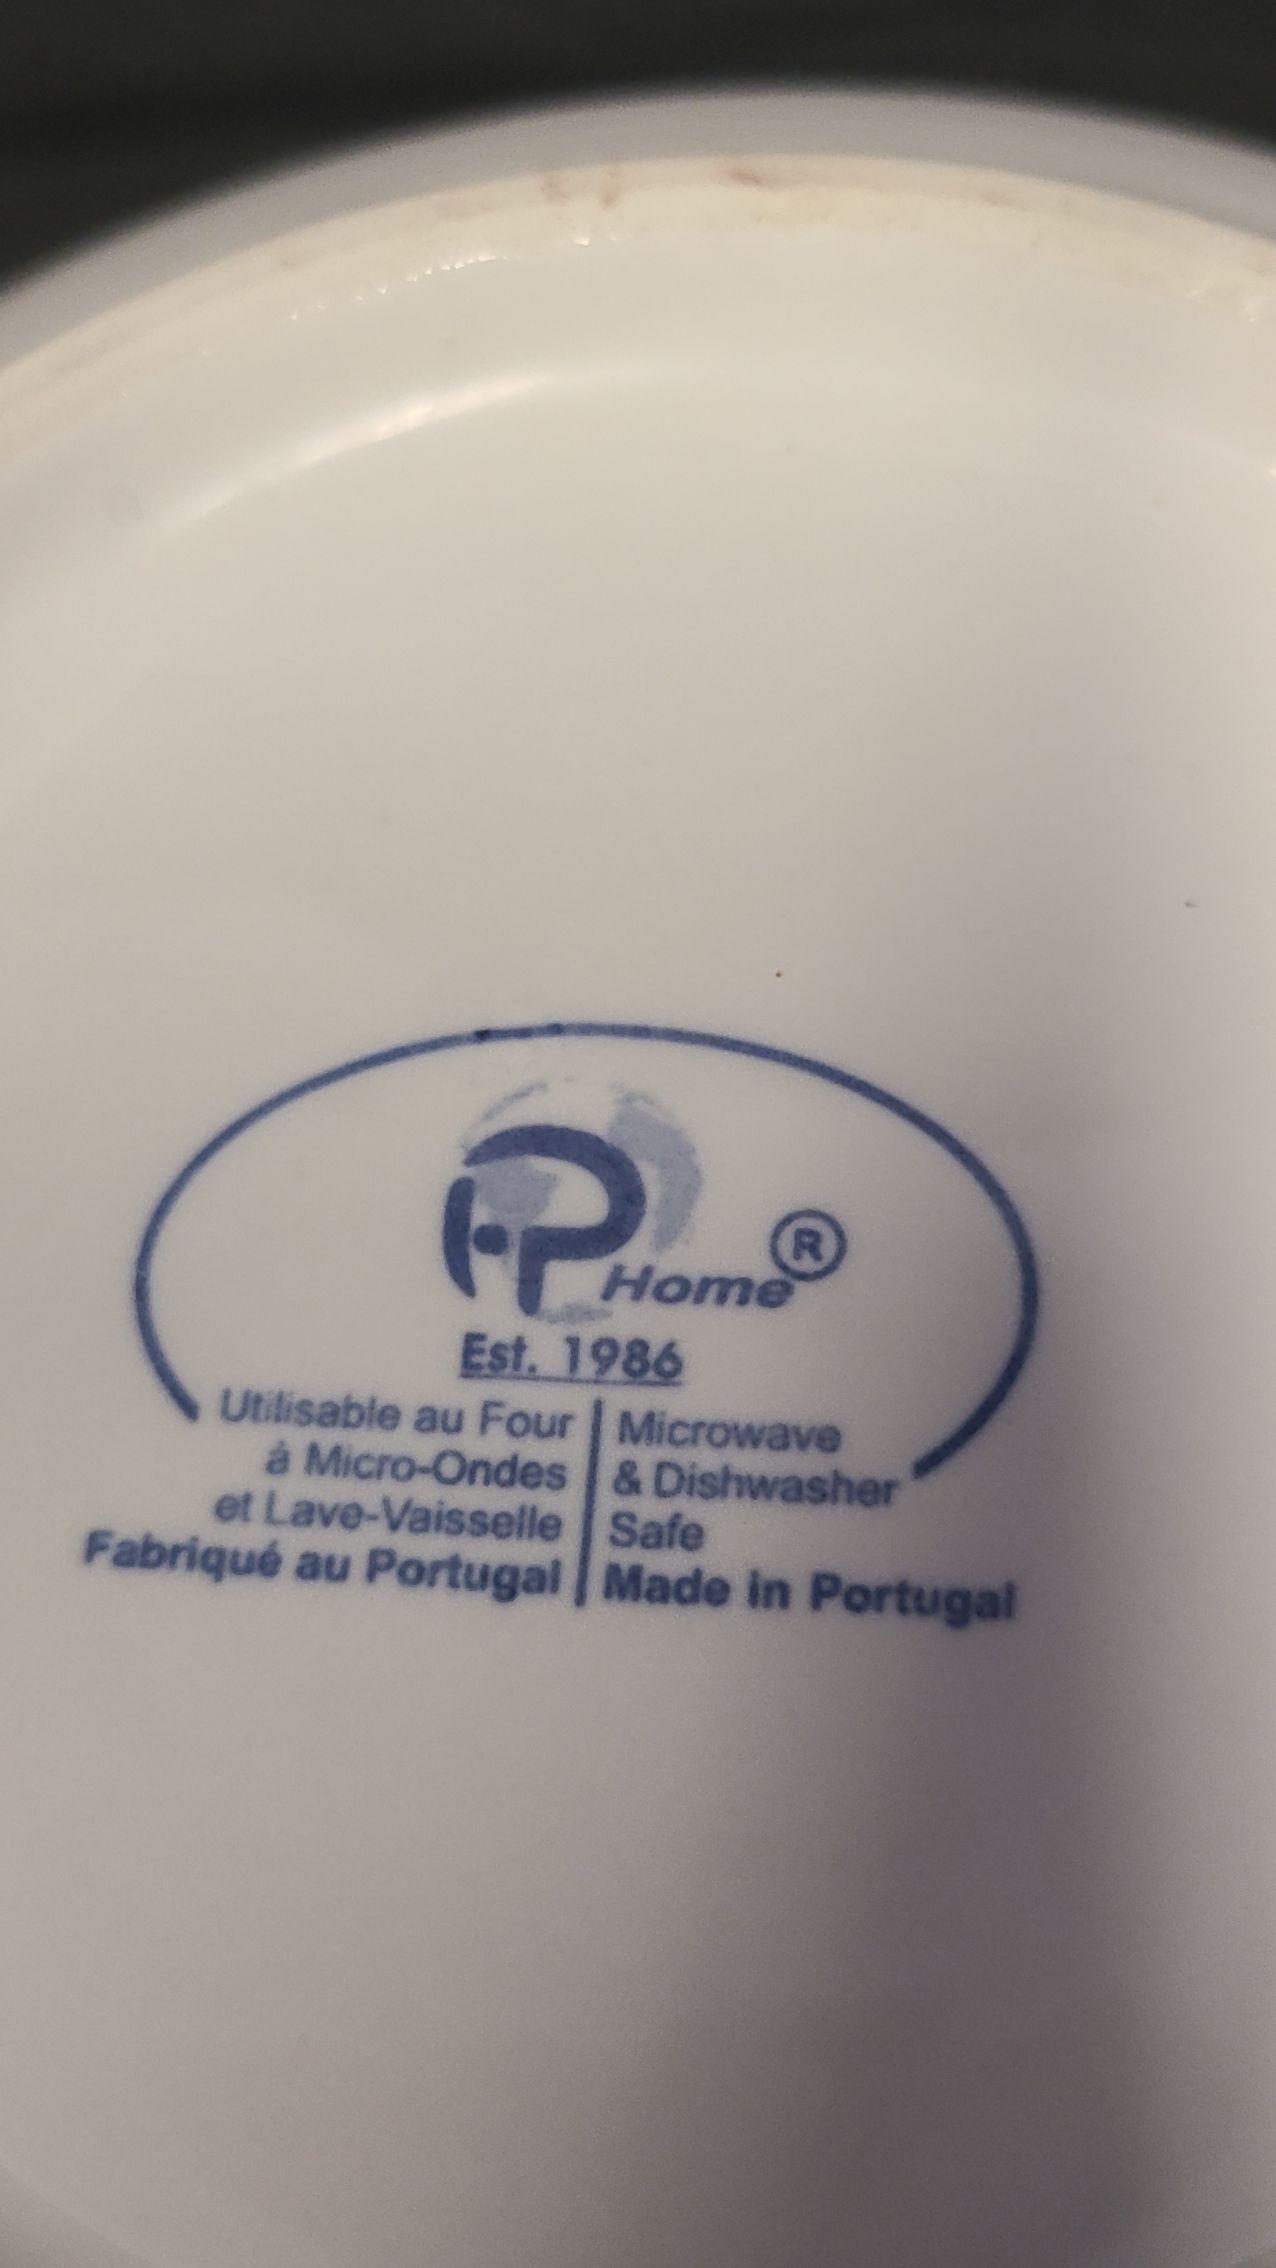 P Home®
Est. 1986
Utilisable au Four
à Micro-Ondes
et Lave-Vaisselle
Fabriqué au Portugal
Microwave
& Dishwasher
Safe
Made in Portugal